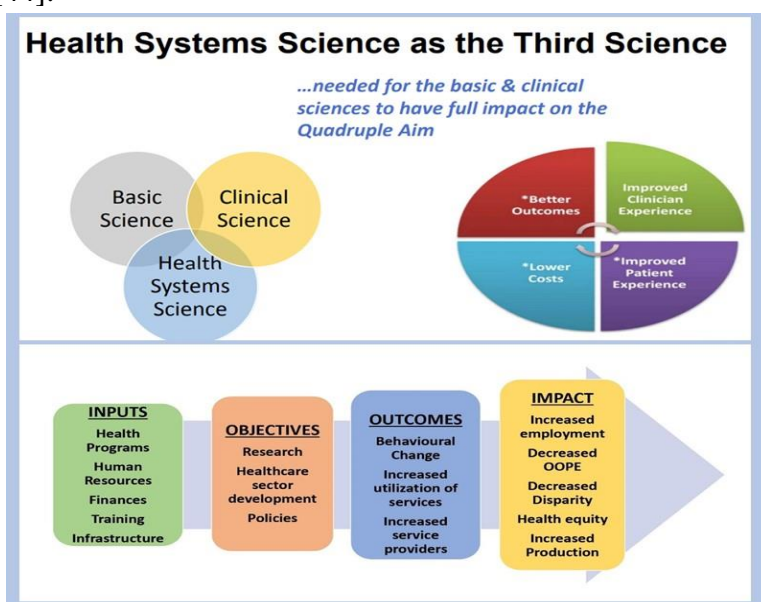 Health Systems Science as the Third Science
...needed for the basic & clinical
sciences to have full impact on the
Quadruple Aim
Basic
Science
Clinical
Science
Health
Systems
Science
*Better
Outcomes
Improved
Clinician
Experience
*Lower
Costs
*Improved
Patient
Experience
INPUTS
Health
Programs
Human
Resources
Finances
Training
Infrastructure
OBJECTIVES
Research
Healthcare
sector
development
Policies
OUTCOMES
Behavioural
Change
Increased
utilization of
services
Increased
service
providers
IMPACT
Increased
employment
Decreased
OOPE
Decreased
Disparity
Health equity
Increased
Production